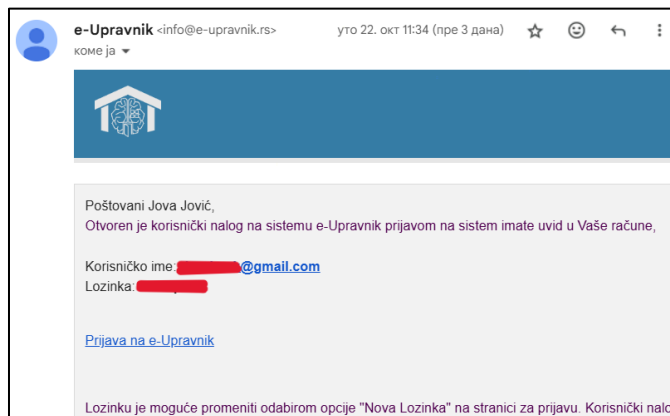 e-Upravnik <info@e-upravnik.rs> уто 22. окт 11:34 (пре 3 дана)
коме ја
Poštovani Jova Jović,
Otvoren je korisnički nalog na sistemu e-Upravnik prijavom na sistem imate uvid u Vaše račune,
Korisničko ime: @gmail.com
Lozinka:
Prijava na e-Upravnik
Lozinku je moguće promeniti odabirom opcije "Nova Lozinka" na stranici za prijavu. Korisnički